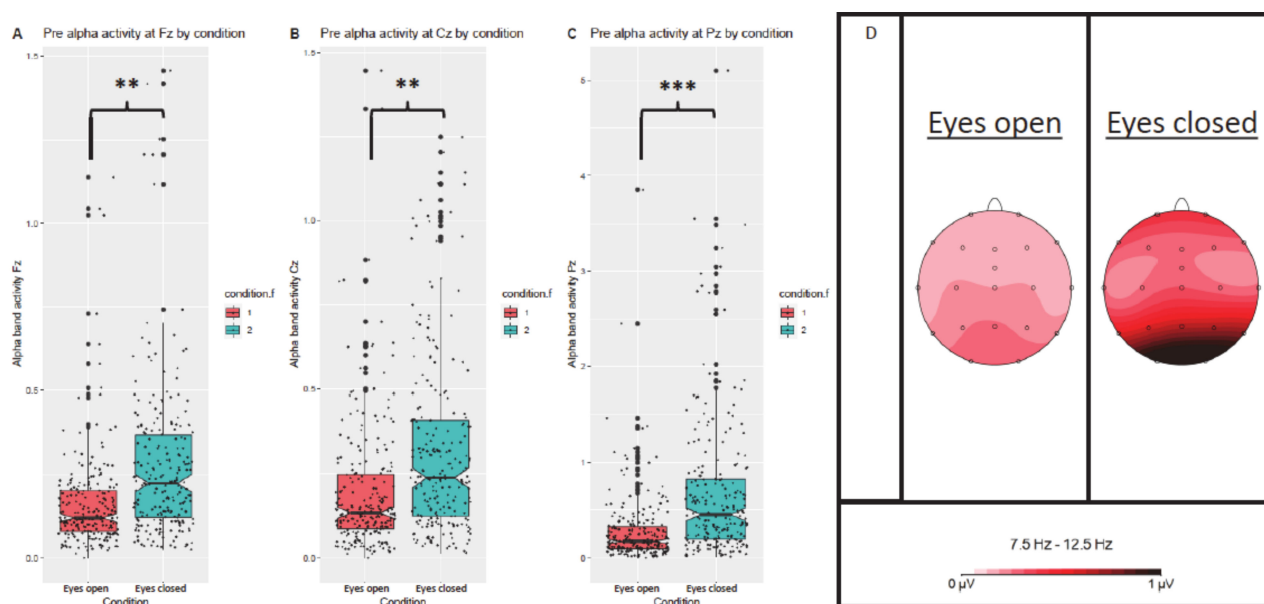 A Pre alpha activity at Fz by condition
1.5
1.0
0.5
0.0
Alpha band activity Fz
**
Eyes open Eyes closed
Condition
condition.f
1
2
B Pre alpha activity at Cz by condition
1.5
1.0
0.5
0.0
Alpha band activity Cz
**
Eyes open Eyes closed
Condition
condition.f
1
2
C Pre alpha activity at Pz by condition
5
4
3
2
1
0
Alpha band activity Pz
***
Eyes open Eyes closed
Condition
condition.f
1
2
D
Eyes open Eyes closed
7.5 Hz - 12.5 Hz
0 µV 1 µV